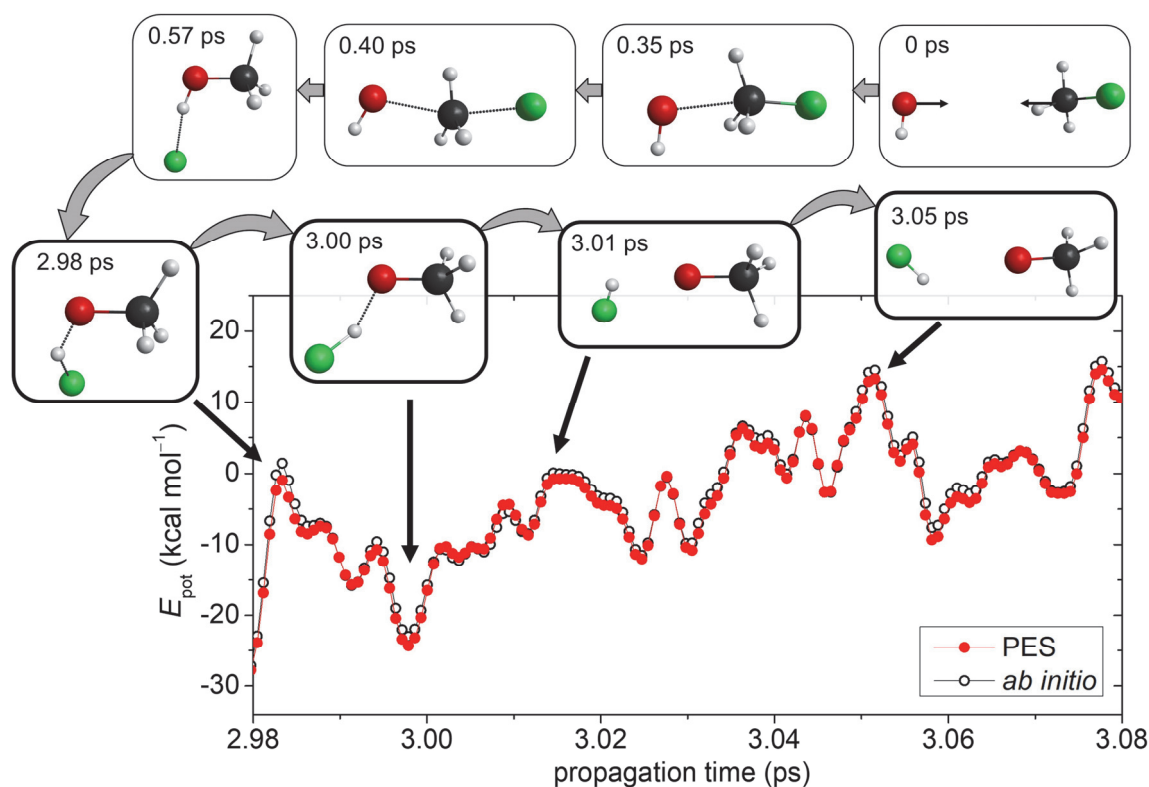 0.57 ps
0.40 ps
0.35 ps
0 ps
2.98 ps
3.00 ps
3.01 ps
3.05 ps
20
10
0
-10
-20
-30
E_pot (kcal mol⁻¹)
PES
ab initio
2.98
3.00
3.02
3.04
3.06
3.08
propagation time (ps)